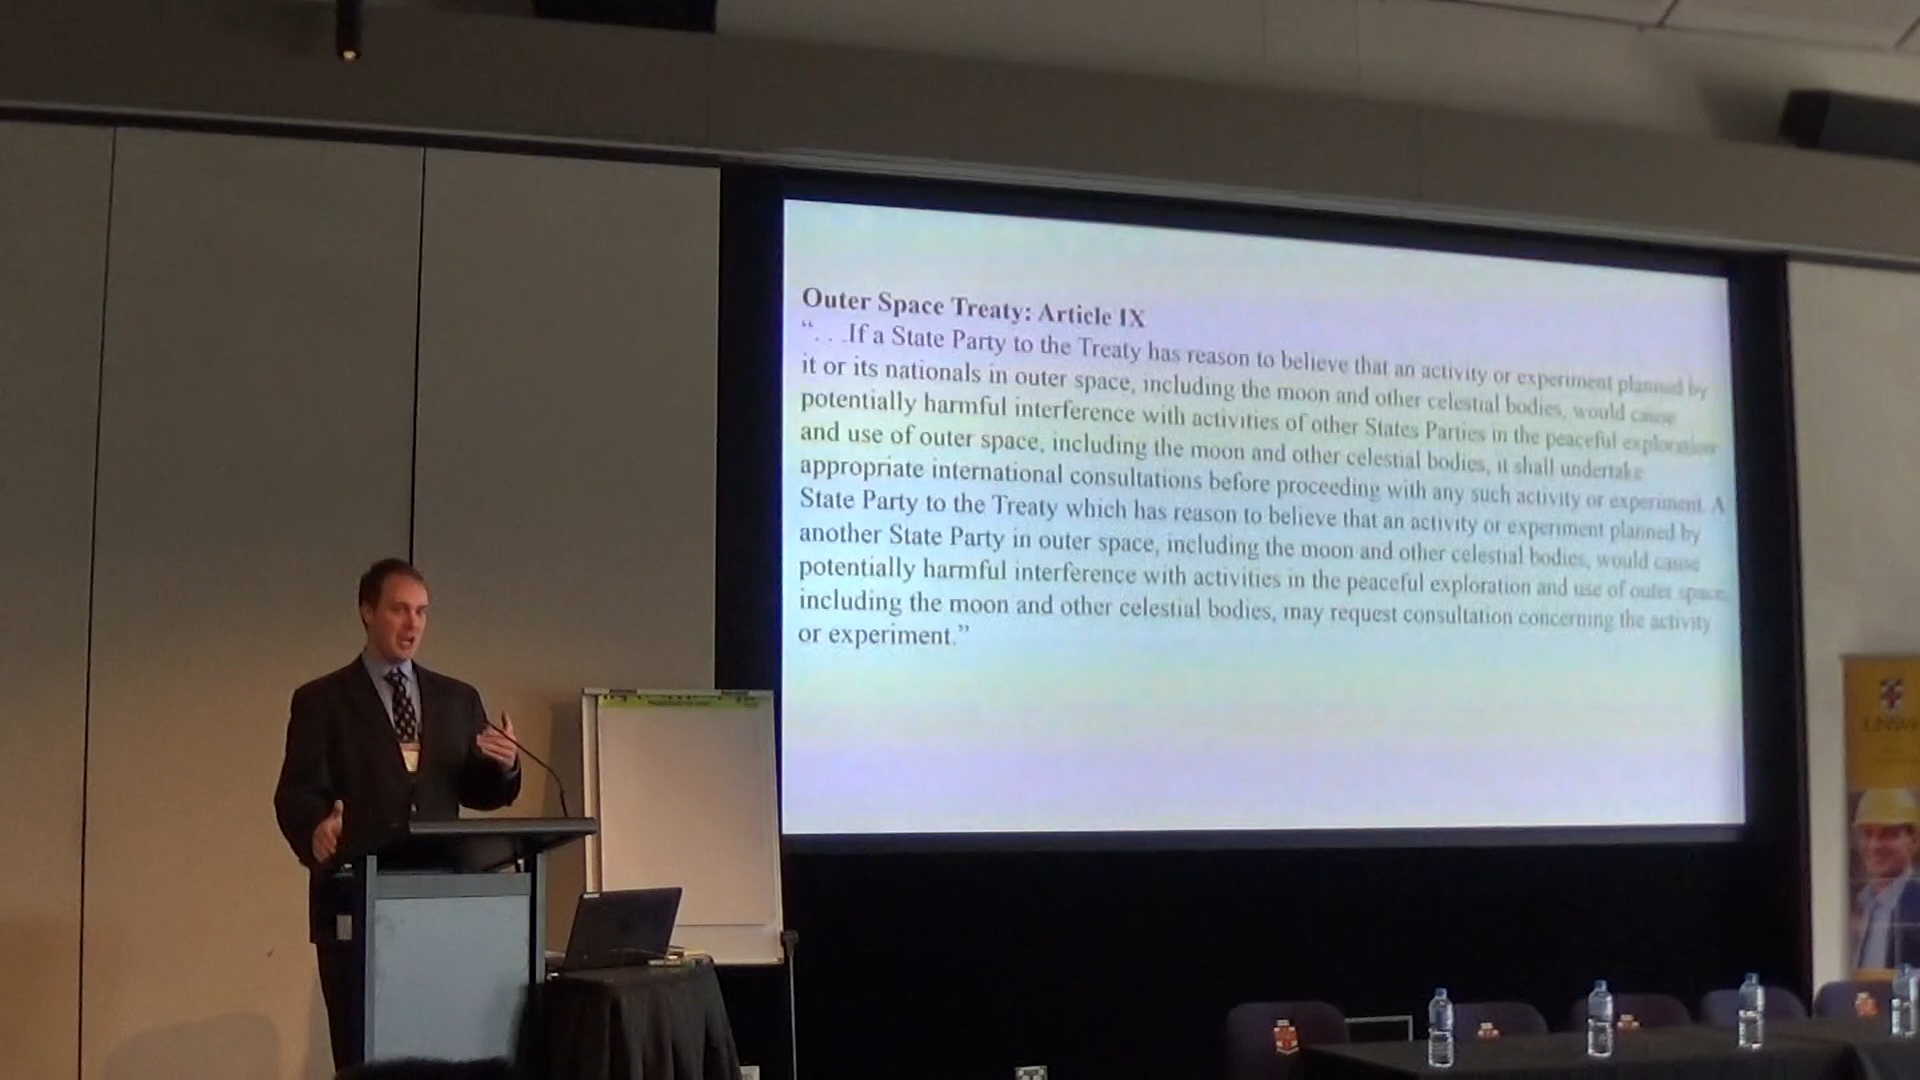 Outer Space Treaty: Article IX
“. . .If a State Party to the Treaty has reason to believe that an activity or experiment planned by
it or its nationals in outer space, including the moon and other celestial bodies, would cause
potentially harmful interference with activities of other States Parties in the peaceful exploration
and use of outer space, including the moon and other celestial bodies, it shall undertake
appropriate international consultations before proceeding with any such activity or experiment. A
State Party to the Treaty which has reason to believe that an activity or experiment planned by
another State Party in outer space, including the moon and other celestial bodies, would cause
potentially harmful interference with activities in the peaceful exploration and use of outer space,
including the moon and other celestial bodies, may request consultation concerning the activity
or experiment.”
UNSW